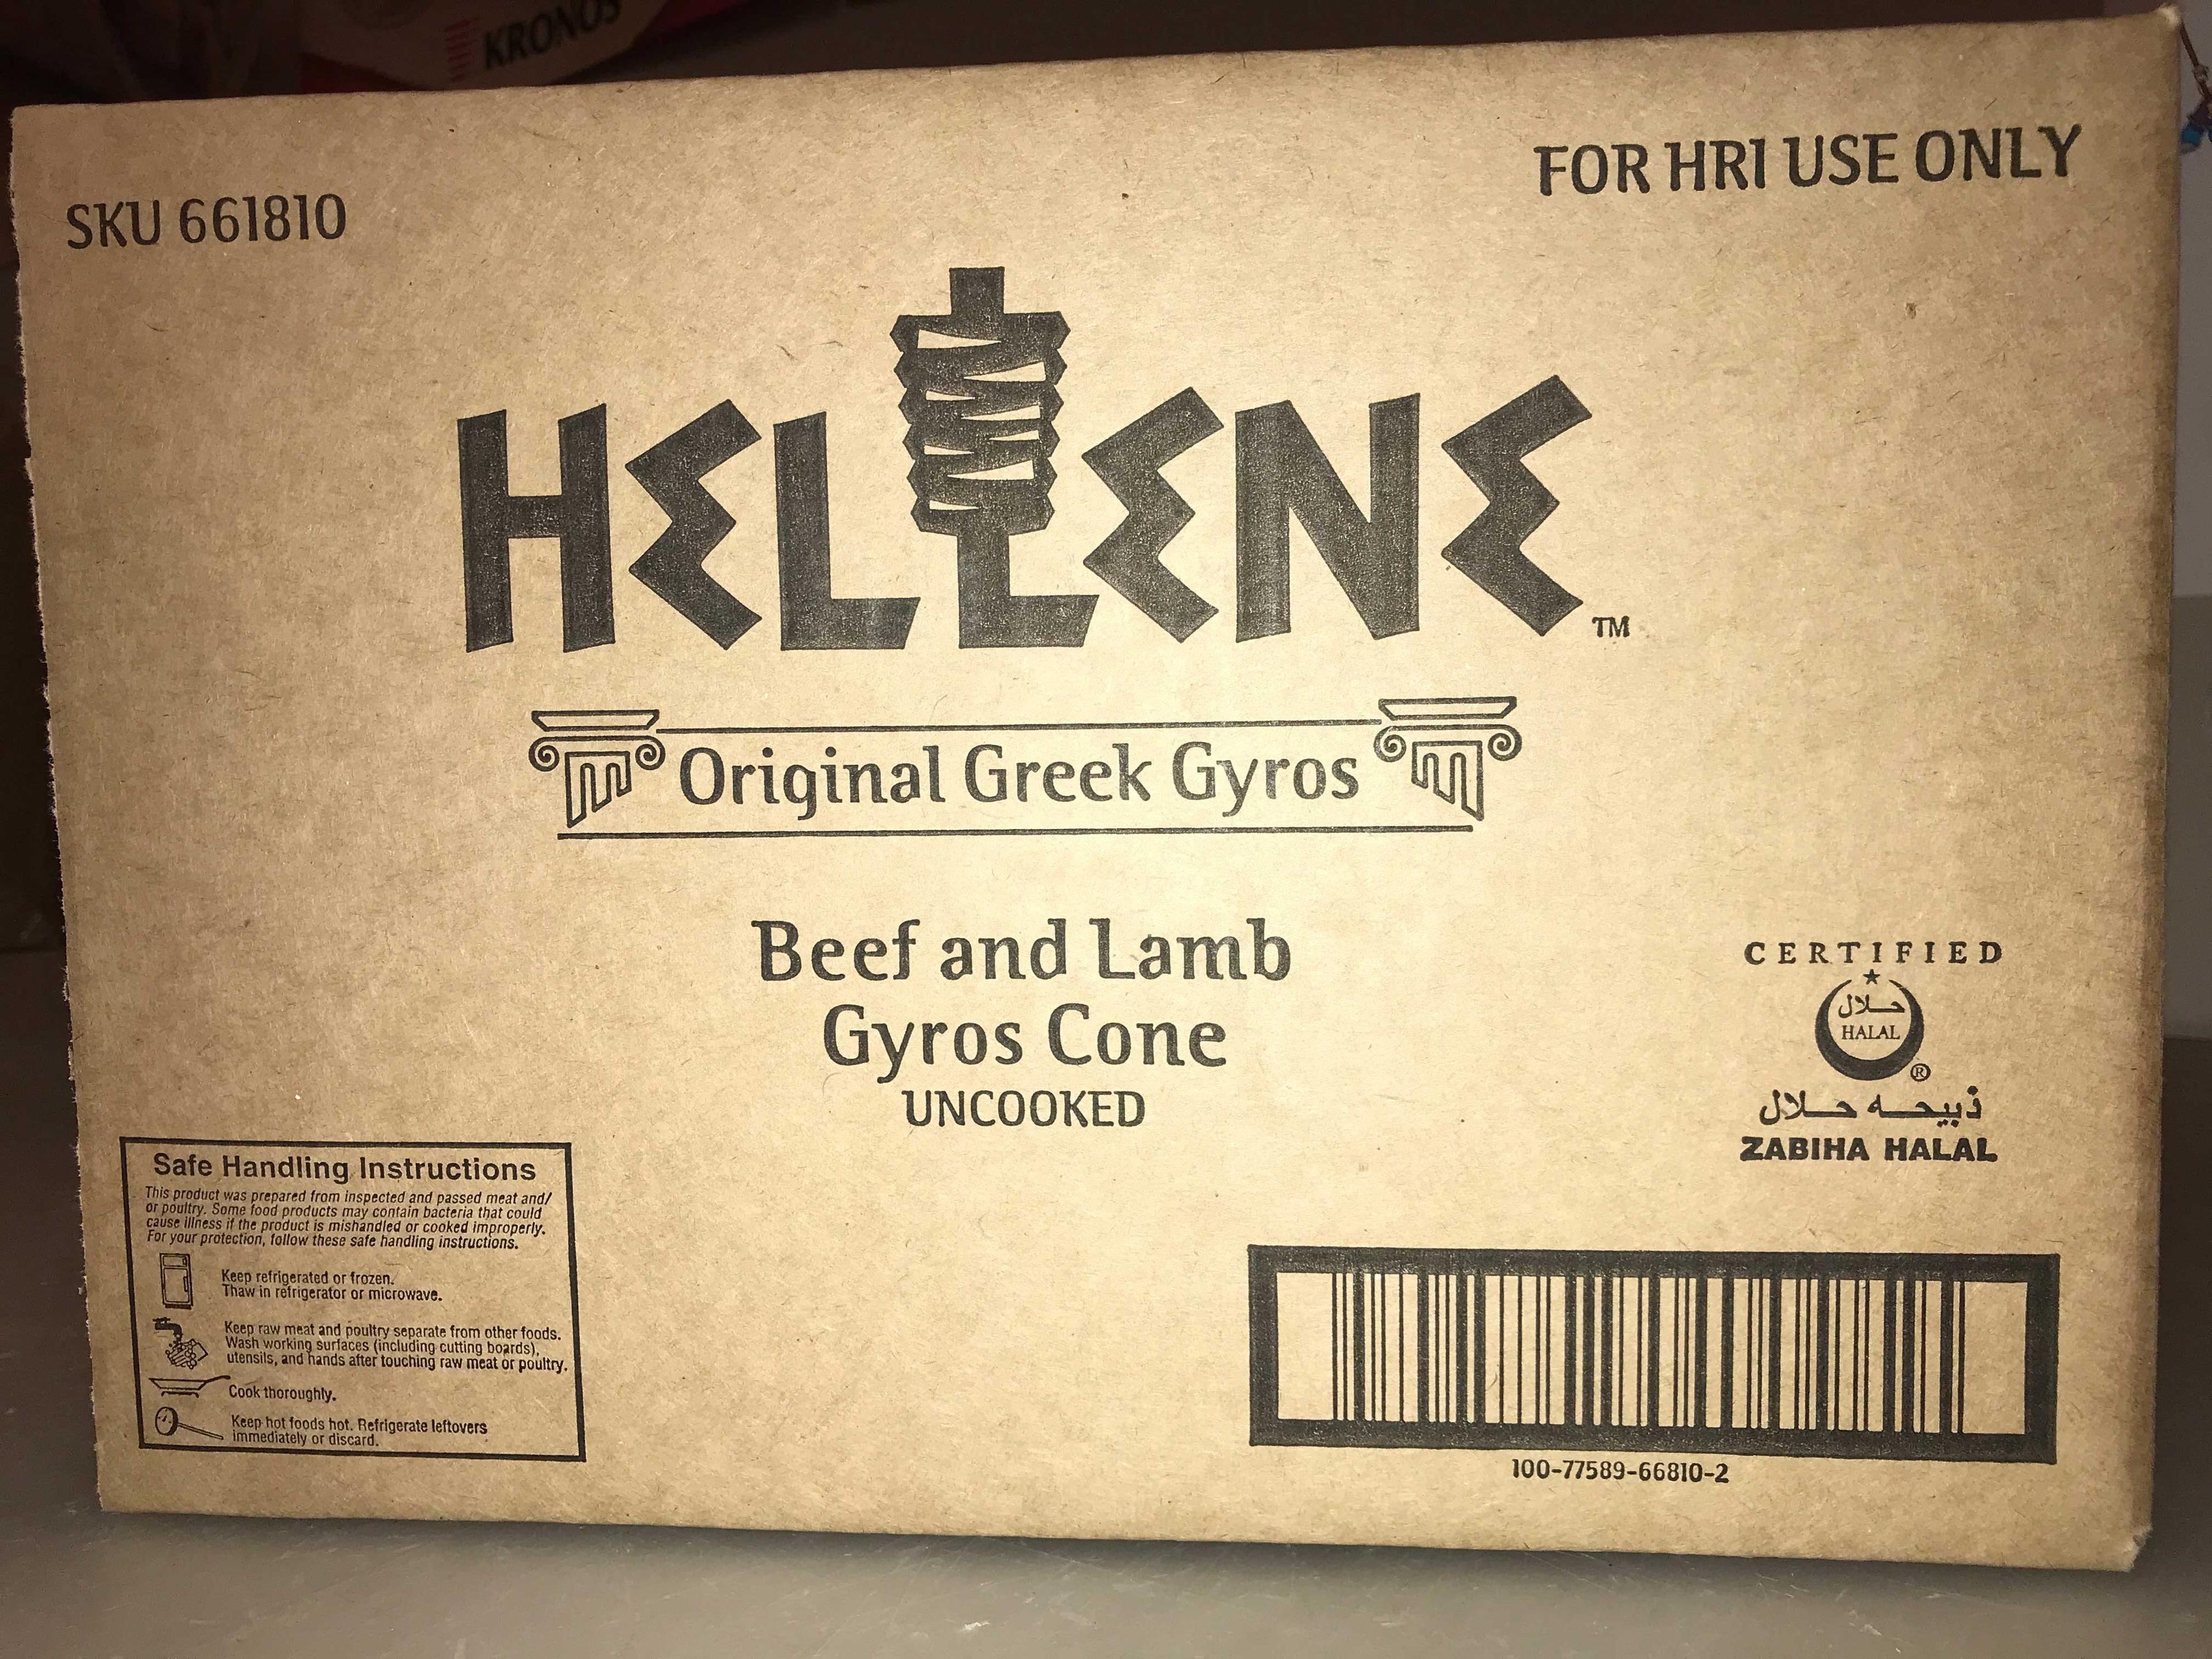 KRONOS
SKU 661810
FOR HRI USE ONLY
HELLENE
TM
Original Greek Gyros
Beef and Lamb
Gyros Cone
UNCOOKED
CERTIFIED
حلال
HALAL
®
ذبيحه حلال
ZABIHA HALAL
Safe Handling Instructions
This product was prepared from inspected and passed meat and/
or poultry. Some food products may contain bacteria that could
cause illness if the product is mishandled or cooked improperly.
For your protection, follow these safe handling instructions.
Keep refrigerated or frozen.
Thaw in refrigerator or microwave.
Keep raw meat and poultry separate from other foods.
Wash working surfaces (including cutting boards),
utensils, and hands after touching raw meat or poultry.
Cook thoroughly.
Keep hot foods hot. Refrigerate leftovers
immediately or discard.
100-77589-66810-2